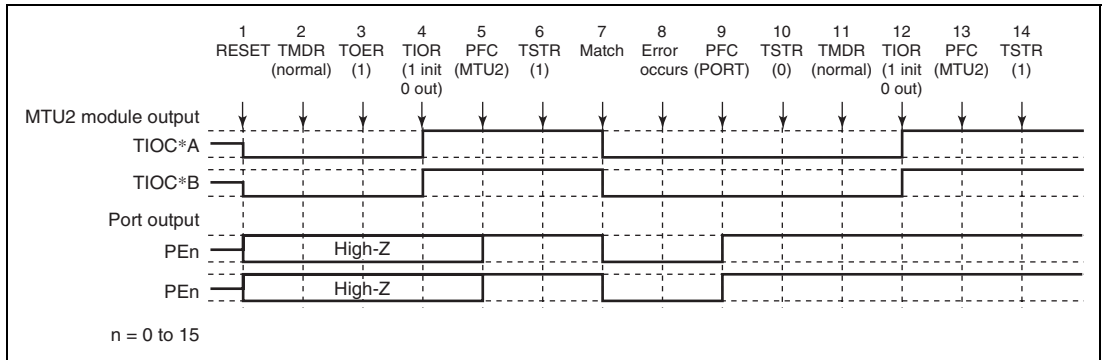 1 2 3 4 5 6 7 8 9 10 11 12 13 14
RESET TMDR TOER TIOR PFC TSTR Match Error PFC TSTR TMDR TIOR PFC TSTR
(normal) (1) (1 init (MTU2) (1) occurs (PORT) (0) (normal) (1 init (MTU2) (1)
0 out) 0 out)
MTU2 module output
TIOC*A
TIOC*B
Port output
PEn High-Z
PEn High-Z
n = 0 to 15